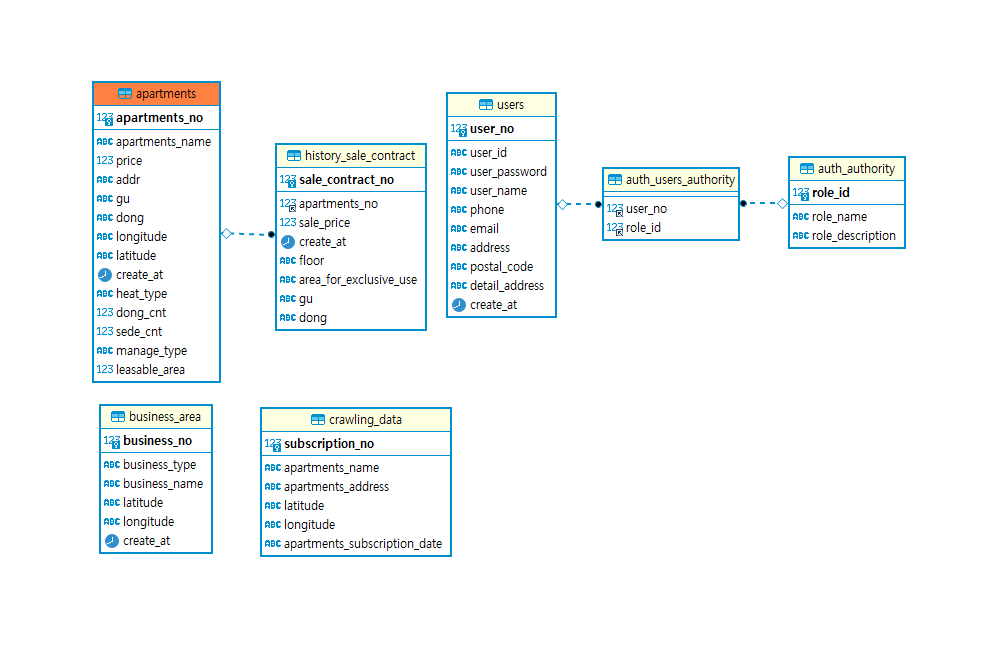 apartments
123 apartments_no
ABC apartments_name
123 price
ABC addr
ABC gu
ABC dong
ABC longitude
ABC latitude
create_at
ABC heat_type
123 dong_cnt
123 sede_cnt
ABC manage_type
123 leasable_area
history_sale_contract
123 sale_contract_no
123 apartments_no
123 sale_price
create_at
ABC floor
ABC area_for_exclusive_use
ABC gu
ABC dong
users
123 user_no
ABC user_id
ABC user_password
ABC user_name
ABC phone
ABC email
ABC address
ABC postal_code
ABC detail_address
create_at
auth_users_authority
123 user_no
123 role_id
auth_authority
123 role_id
ABC role_name
ABC role_description
business_area
123 business_no
ABC business_type
ABC business_name
ABC latitude
ABC longitude
create_at
crawling_data
123 subscription_no
ABC apartments_name
ABC apartments_address
ABC latitude
ABC longitude
ABC apartments_subscription_date